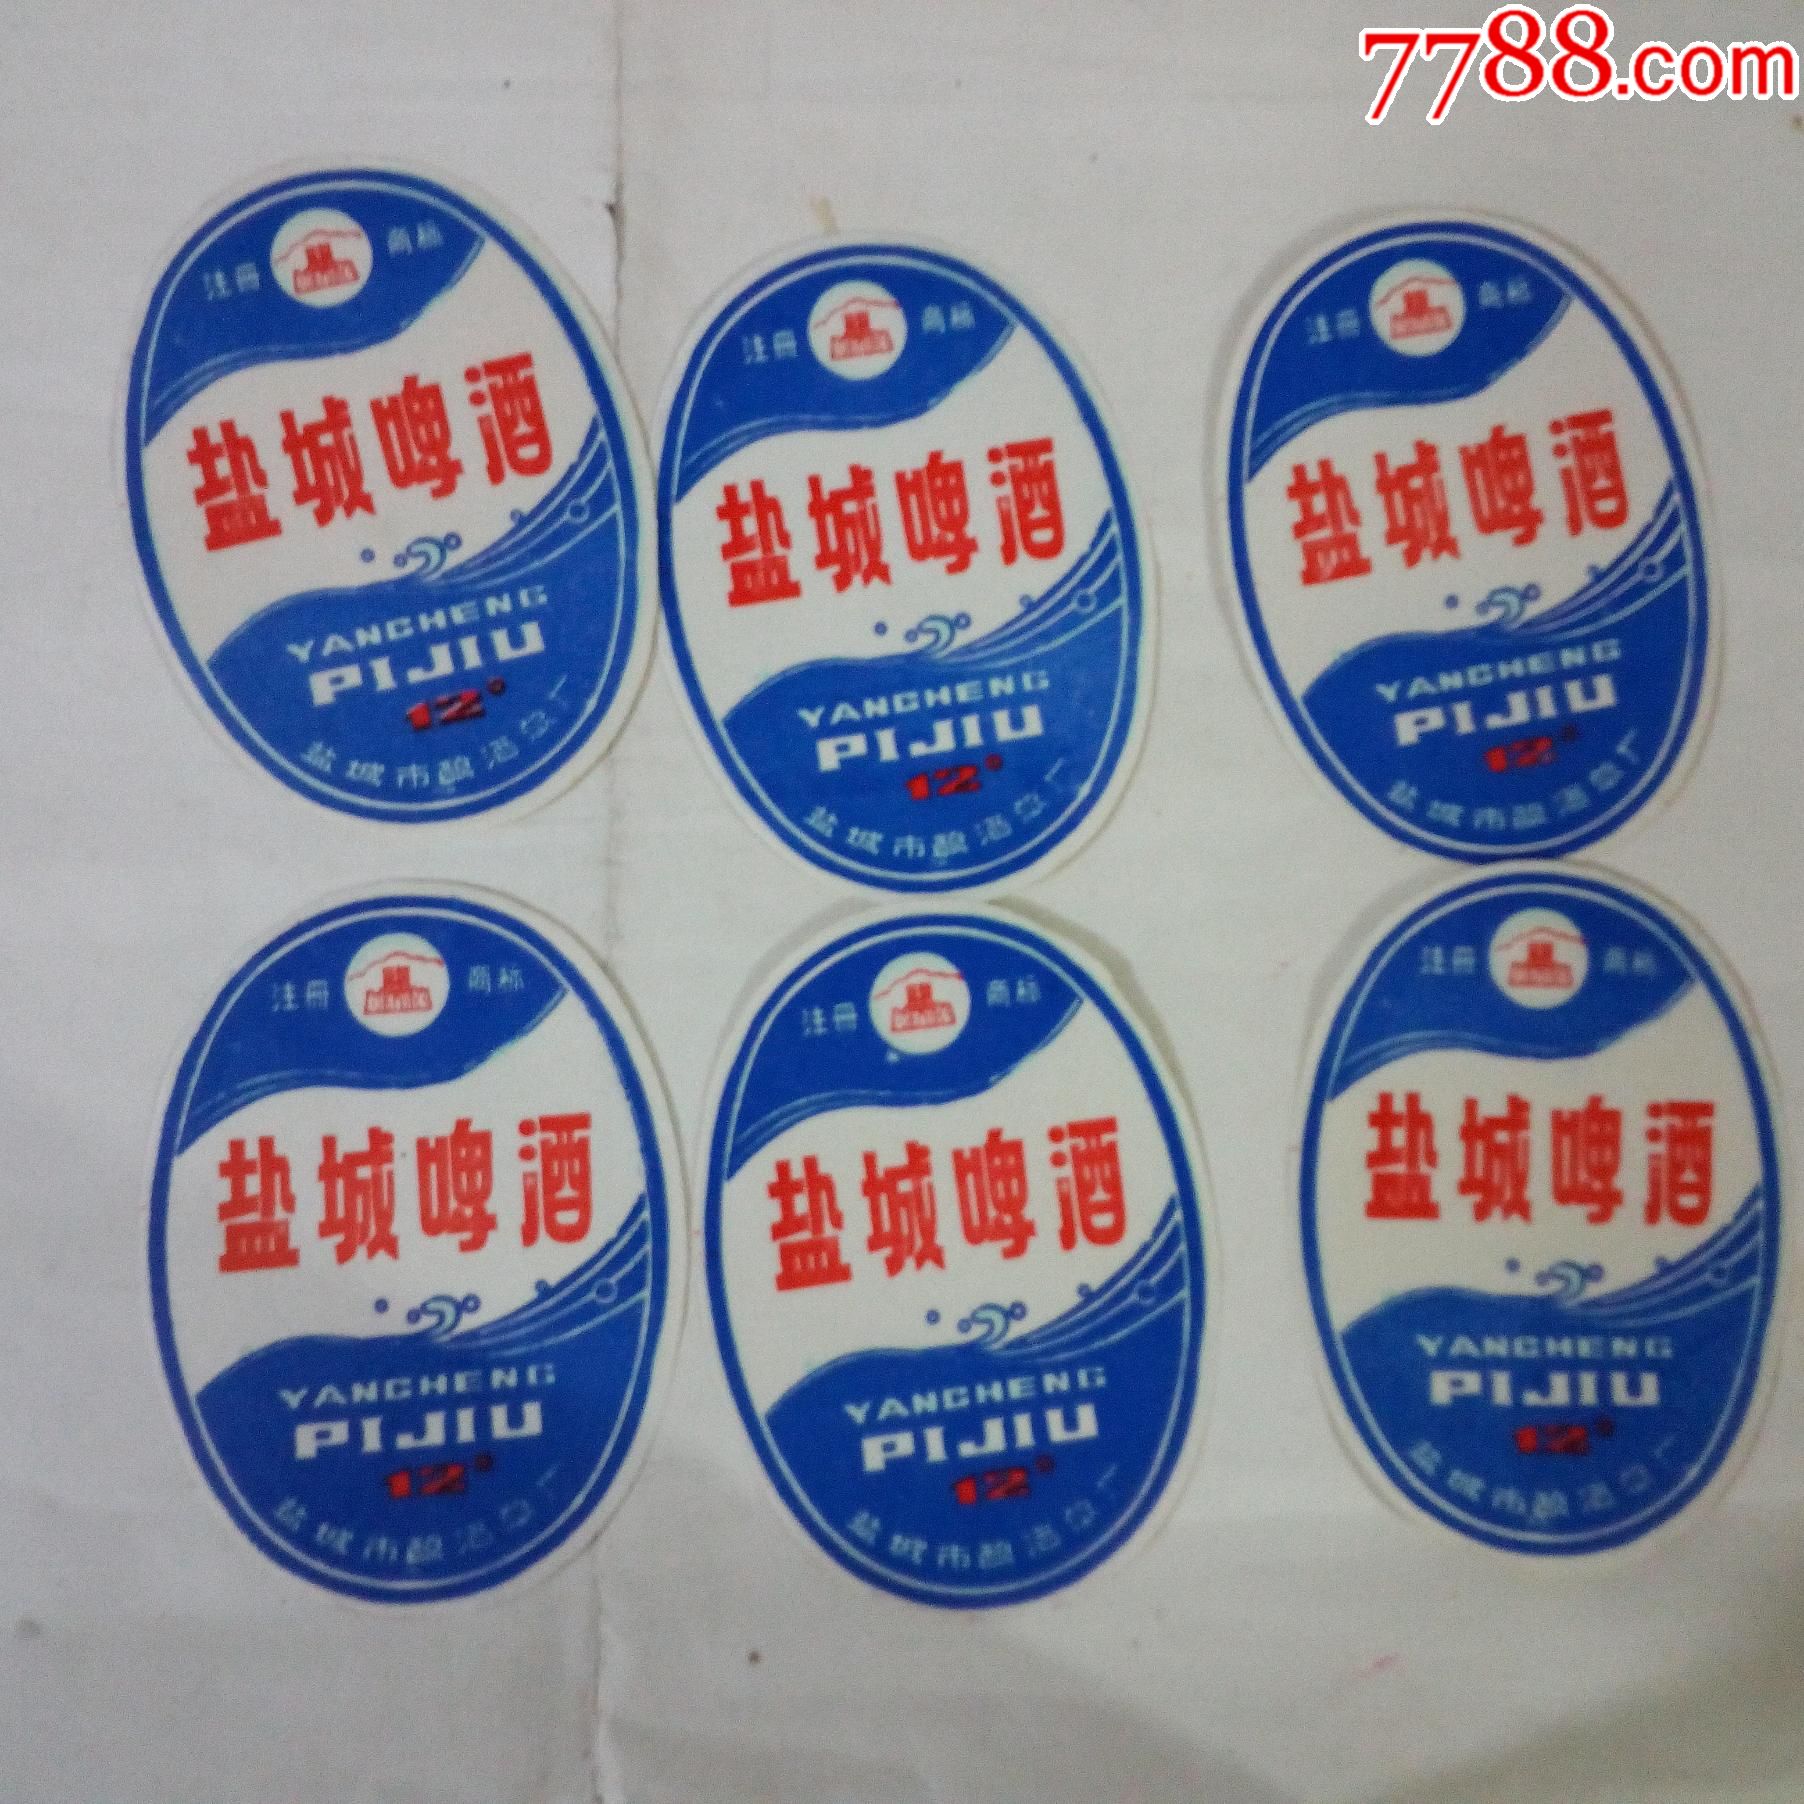 7788.com
注册 商标
盐城啤酒
YANCHENG
PIJIU
12°
盐城市酿酒总厂
注册 商标
盐城啤酒
YANCHENG
PIJIU
12°
盐城市酿酒总厂
注册 商标
盐城啤酒
YANCHENG
PIJIU
12°
盐城市酿酒总厂
注册 商标
盐城啤酒
YANCHENG
PIJIU
12°
盐城市酿酒总厂
注册 商标
盐城啤酒
YANCHENG
PIJIU
12°
盐城市酿酒总厂
注册 商标
盐城啤酒
YANCHENG
PIJIU
12°
盐城市酿酒总厂